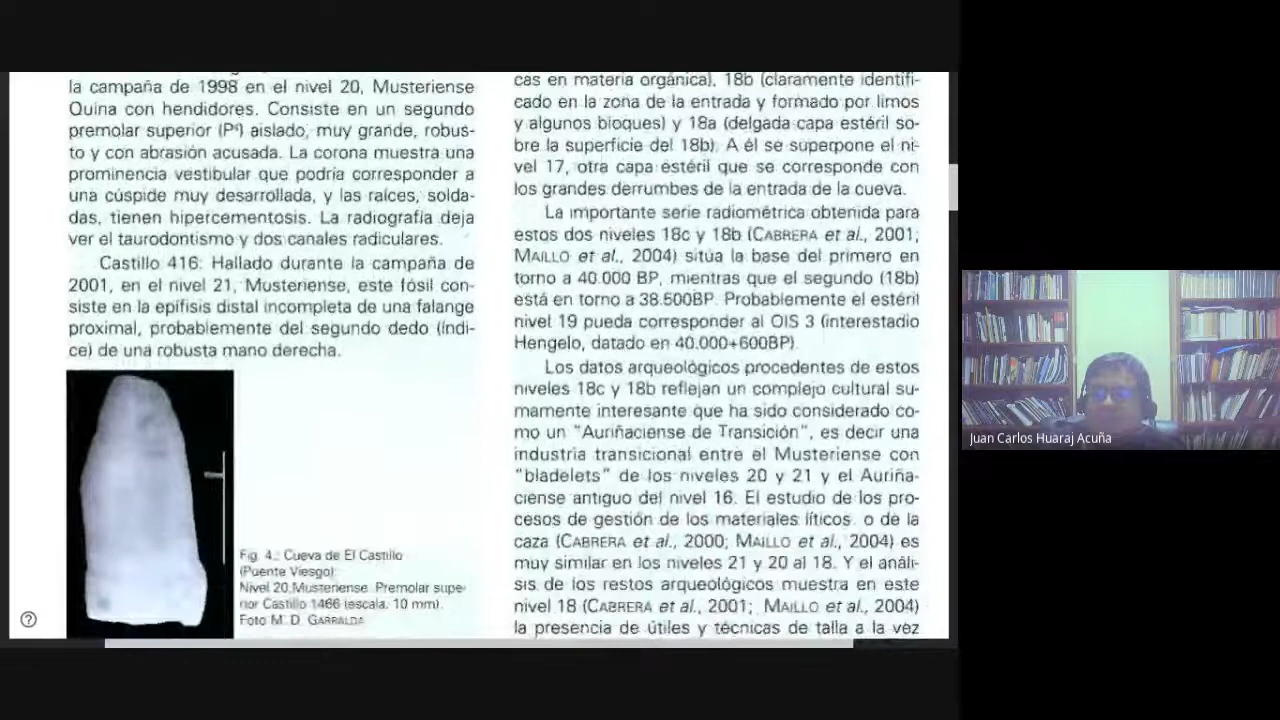 la campaña de 1998 en el nivel 20, Musteriense
Quina con hendidores. Consiste en un segundo
premolar superior (P⁴) aislado, muy grande, robus-
to y con abrasión acusada. La corona muestra una
prominencia vestibular que podría corresponder a
una cúspide muy desarrollada, y las raíces, solda-
das, tienen hipercementosis. La radiografía deja
ver el taurodontismo y dos canales radiculares.
Castillo 416: Hallado durante la campaña de
2001, en el nivel 21, Musteriense, este fósil con-
siste en la epífisis distal incompleta de una falange
proximal, probablemente del segundo dedo (índi-
ce) de una robusta mano derecha.
Fig. 4.: Cueva de El Castillo
(Puente Viesgo)
Nivel 20.Musteriense. Premolar supe-
rior Castillo 1466 (escala. 10 mm).
Foto M. D. GARRALDA
cas en materia orgánica), 18b (claramente identifi-
cado en la zona de la entrada y formado por limos
y algunos bloques) y 18a (delgada capa estéril so-
bre la superficie del 18b). A él se superpone el ni-
vel 17, otra capa estéril que se corresponde con
los grandes derrumbes de la entrada de la cueva.
La importante serie radiométrica obtenida para
estos dos niveles 18c y 18b (CABRERA et al., 2001;
MAILLO et al., 2004) sitúa la base del primero en
torno a 40.000 BP, mientras que el segundo (18b)
está en torno a 38.500BP. Probablemente el estéril
nivel 19 pueda corresponder al OIS 3 (interestadio
Hengelo, datado en 40.000+600BP).
Los datos arqueológicos procedentes de estos
niveles 18c y 18b reflejan un complejo cultural su-
mamente interesante que ha sido considerado co-
mo un "Auriñaciense de Transición", es decir una
industria transicional entre el Musteriense con
"bladelets" de los niveles 20 y 21 y el Auriña-
ciense antiguo del nivel 16. El estudio de los pro-
cesos de gestión de los materiales líticos o de la
caza (CABRERA et al., 2000; MAILLO et al., 2004) es
muy similar en los niveles 21 y 20 al 18. Y el análi-
sis de los restos arqueológicos muestra en este
nivel 18 (CABRERA et al., 2001; MAILLO et al., 2004)
la presencia de útiles y técnicas de talla a la vez
Juan Carlos Huaraj Acuña